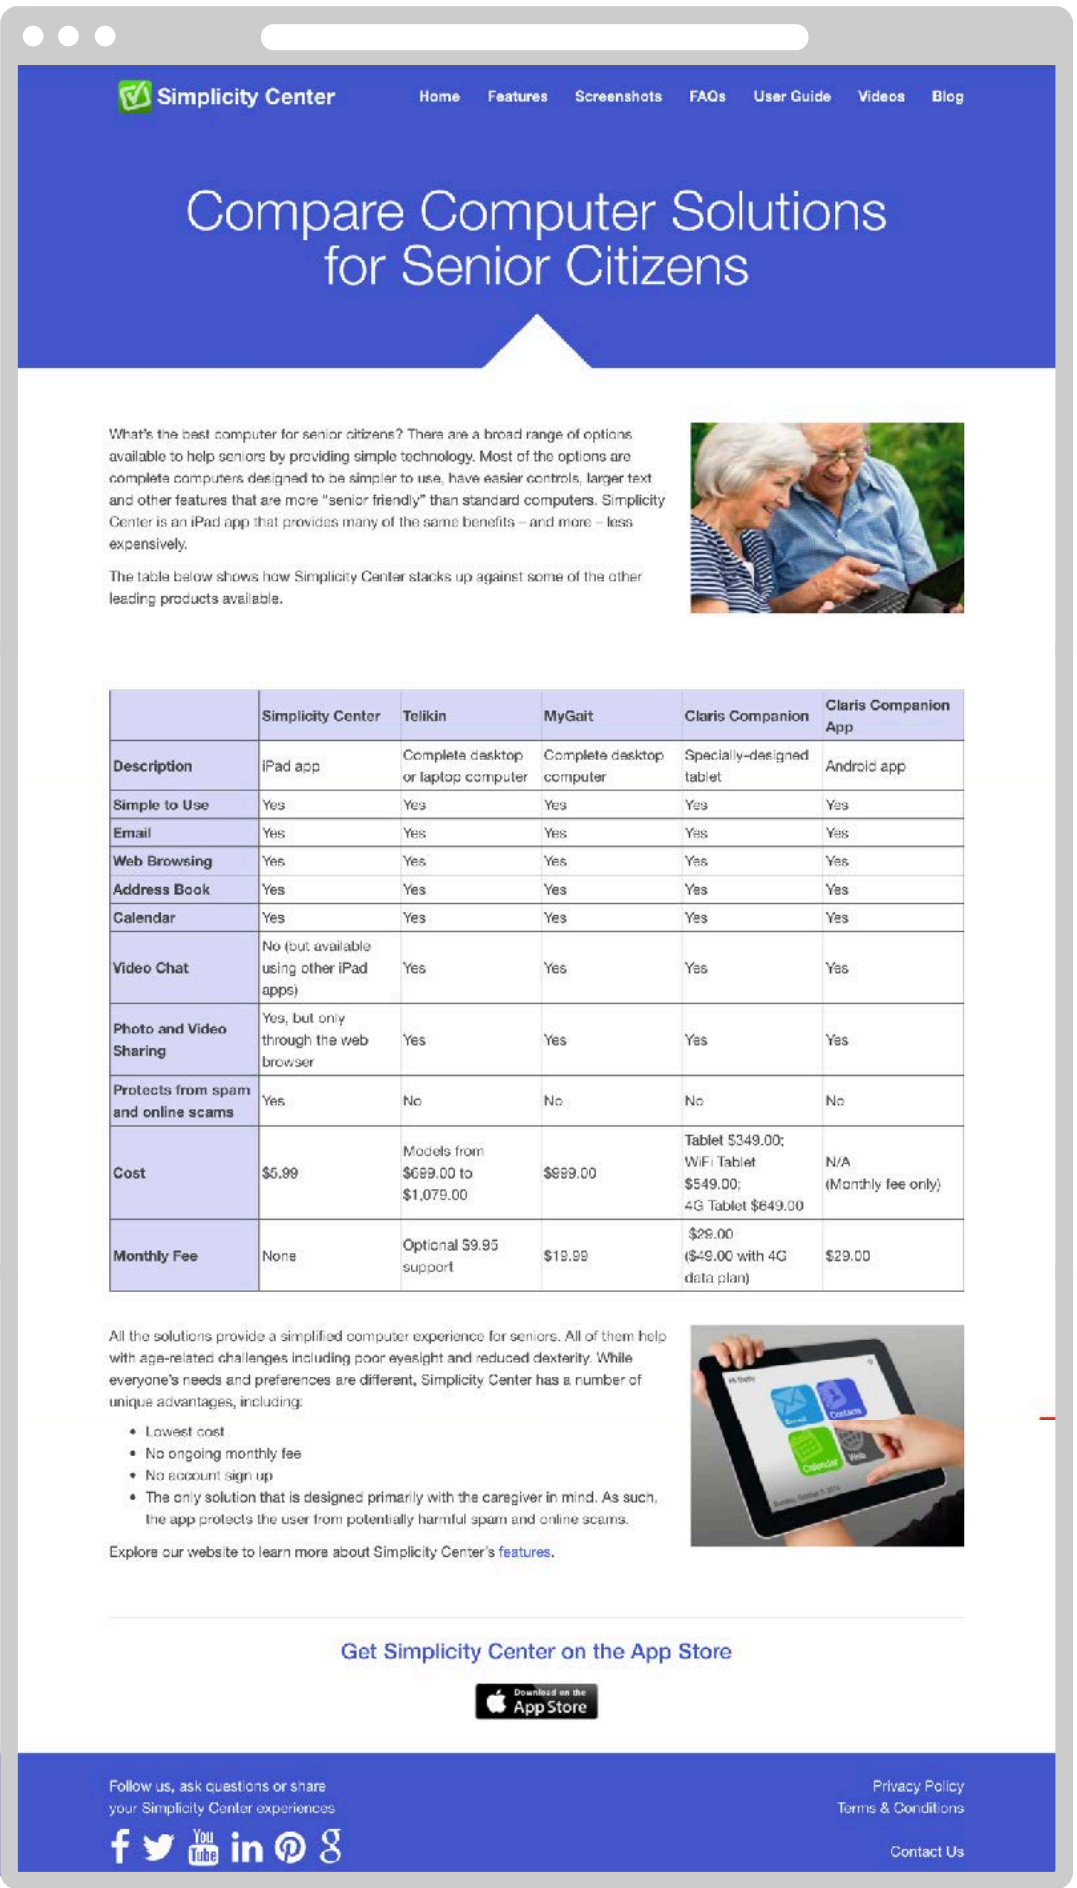 Simplicity Center
Home Features Screenshots FAQs User Guide Videos Blog
Compare Computer Solutions
for Senior Citizens
What's the best computer for senior citizens? There are a broad range of options
available to help seniors by providing simple technology. Most of the options are
complete computers designed to be simpler to use, have easier controls, larger text
and other features that are more "senior friendly" than standard computers. Simplicity
Center is an iPad app that provides many of the same benefits – and more – less
expensively.
The table below shows how Simplicity Center stacks up against some of the other
leading products available.
Simplicity Center Telikin MyGait Claris Companion Claris Companion
App
Description iPad app Complete desktop Complete desktop Specially-designed Android app
or laptop computer computer tablet
Simple to Use Yes Yes Yes Yes Yes
Email Yes Yes Yes Yes Yes
Web Browsing Yes Yes Yes Yes Yes
Address Book Yes Yes Yes Yes Yes
Calendar Yes Yes Yes Yes Yes
No (but available
Video Chat using other iPad Yes Yes Yes Yes
apps)
Yes, but only
Photo and Video
through the web Yes Yes Yes Yes
Sharing
browser
Protects from spam
Yes No No No No
and online scams
Tablet $349.00;
Models from WiFi Tablet N/A
Cost $5.99 $699.00 to $999.00 $549.00; (Monthly fee only)
$1,079.00 4G Tablet $649.00
$29.00
Optional $9.95 ($49.00 with 4G
Monthly Fee None support $19.99 data plan) $29.00
All the solutions provide a simplified computer experience for seniors. All of them help
with age-related challenges including poor eyesight and reduced dexterity. While
everyone's needs and preferences are different, Simplicity Center has a number of
unique advantages, including:
• Lowest cost
• No ongoing monthly fee
• No account sign up
• The only solution that is designed primarily with the caregiver in mind. As such,
the app protects the user from potentially harmful spam and online scams.
Explore our website to learn more about Simplicity Center's features.
Email
Contacts
Calendar
Web
Get Simplicity Center on the App Store
Download on the
App Store
Follow us, ask questions or share
your Simplicity Center experiences
You
Tube
in
Privacy Policy
Terms & Conditions
Contact Us